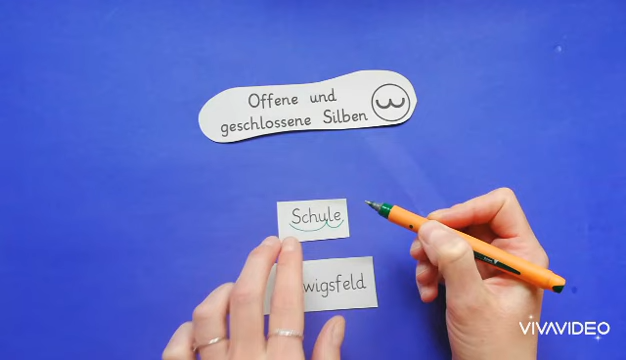 Offene und
geschlossene Silben
Schule
wigsfeld
VIVAVIDEO